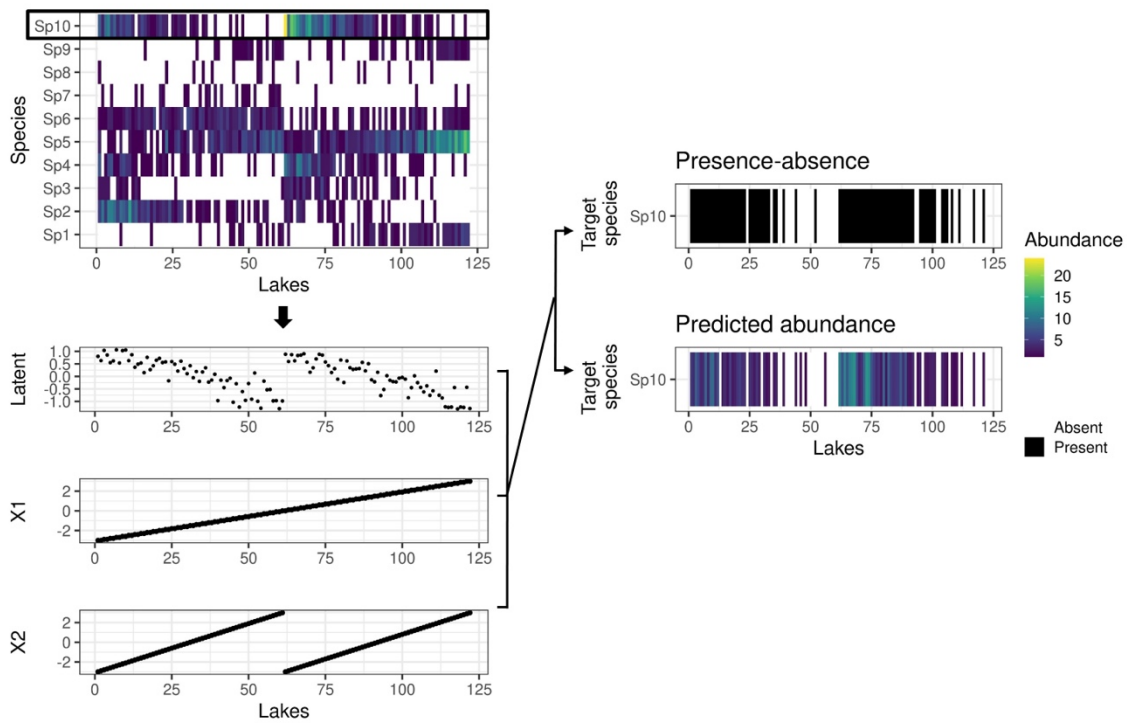 Species
Sp10
Sp9
Sp8
Sp7
Sp6
Sp5
Sp4
Sp3
Sp2
Sp1
0 25 50 75 100 125
Lakes
Latent
1.0
0.5
0.0
-0.5
-1.0
0 25 50 75 100 125
X1
2
0
-2
0 25 50 75 100 125
X2
2
0
-2
0 25 50 75 100 125
Lakes
Presence-absence
Target
species
Sp10
0 25 50 75 100 125
Predicted abundance
Target
species
Sp10
0 25 50 75 100 125
Lakes
Abundance
20
15
10
5
Absent
Present